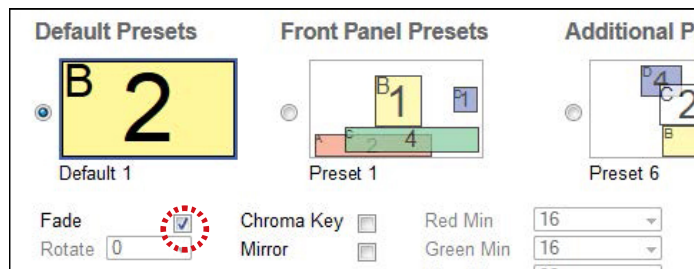 Default Presets Front Panel Presets Additional P
B 2
B 1 D 1
A 2 C 4
D 4 C 2 B
Default 1 Preset 1 Preset 6
Fade Chroma Key Red Min 16
Rotate 0 Mirror Green Min 16